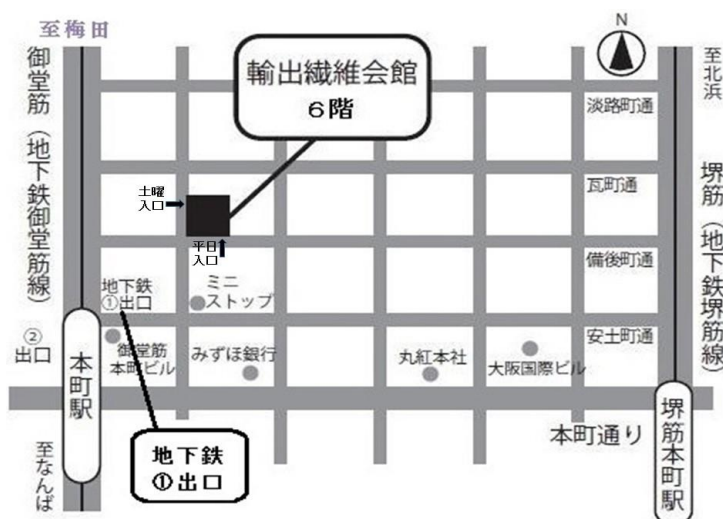 至梅田
御堂筋（地下鉄御堂筋線）
輸出繊維会館
６階
N
至北浜
淡路町通
土曜
入口
瓦町通
堺筋（地下鉄堺筋線）
平日
入口
備後町通
地下鉄
①出口
ミニ
ストップ
②
出口
安土町通
御堂筋
本町ビル
みずほ銀行
丸紅本社
大阪国際ビル
本町駅
本町通り
堺筋本町駅
地下鉄
①出口
至なんば